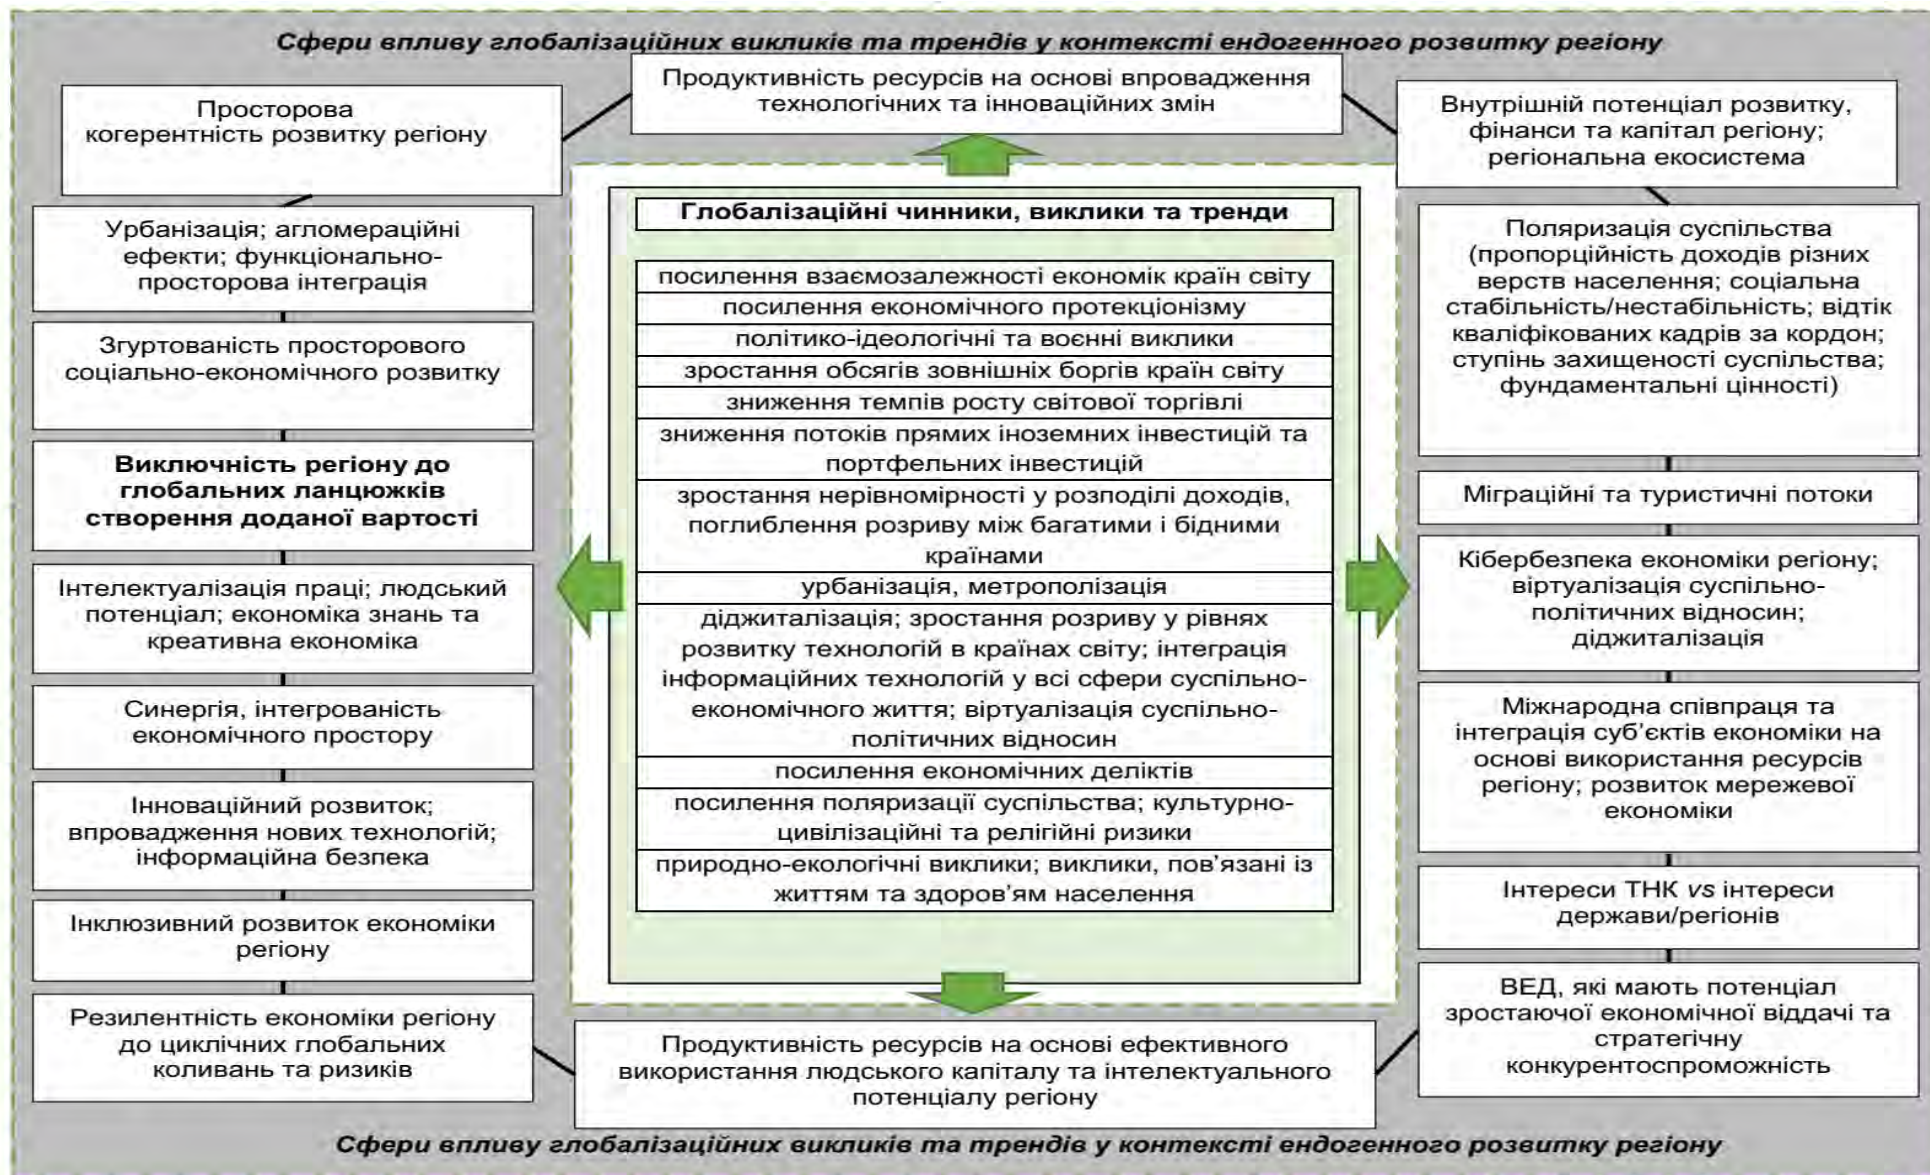 Сфери впливу глобалізаційних викликів та трендів у контексті ендогенного розвитку регіону
Продуктивність ресурсів на основі впровадження
технологічних та інноваційних змін
Просторова
когерентність розвитку регіону
Урбанізація; агломераційні
ефекти; функціонально-
просторова інтеграція
Згуртованість просторового
соціально-економічного розвитку
Виключність регіону до
глобальних ланцюжків
створення доданої вартості
Інтелектуалізація праці; людський
потенціал; економіка знань та
креативна економіка
Синергія, інтегрованість
економічного простору
Інноваційний розвиток;
впровадження нових технологій;
інформаційна безпека
Інклюзивний розвиток економіки
регіону
Резилентність економіки регіону
до циклічних глобальних
коливань та ризиків
Глобалізаційні чинники, виклики та тренди
посилення взаємозалежності економік країн світу
посилення економічного протекціонізму
політико-ідеологічні та воєнні виклики
зростання обсягів зовнішніх боргів країн світу
зниження темпів росту світової торгівлі
зниження потоків прямих іноземних інвестицій та
портфельних інвестицій
зростання нерівномірності у розподілі доходів,
поглиблення розриву між багатими і бідними
країнами
урбанізація, метрополізація
діджиталізація; зростання розриву у рівнях
розвитку технологій в країнах світу; інтеграція
інформаційних технологій у всі сфери суспільно-
економічного життя; віртуалізація суспільно-
політичних відносин
посилення економічних деліктів
посилення поляризації суспільства; культурно-
цивілізаційні та релігійні ризики
природно-екологічні виклики; виклики, пов’язані із
життям та здоров’ям населення
Внутрішній потенціал розвитку,
фінанси та капітал регіону;
регіональна екосистема
Поляризація суспільства
(пропорційність доходів різних
верств населення; соціальна
стабільність/нестабільність; відтік
кваліфікованих кадрів за кордон;
ступінь захищеності суспільства;
фундаментальні цінності)
Міграційні та туристичні потоки
Кібербезпека економіки регіону;
віртуалізація суспільно-
політичних відносин;
діджиталізація
Міжнародна співпраця та
інтеграція суб’єктів економіки на
основі використання ресурсів
регіону; розвиток мережевої
економіки
Інтереси ТНК vs інтереси
держави/регіонів
ВЕД, які мають потенціал
зростаючої економічної віддачі та
стратегічну
конкурентоспроможність
Продуктивність ресурсів на основі ефективного
використання людського капіталу та інтелектуального
потенціалу регіону
Сфери впливу глобалізаційних викликів та трендів у контексті ендогенного розвитку регіону